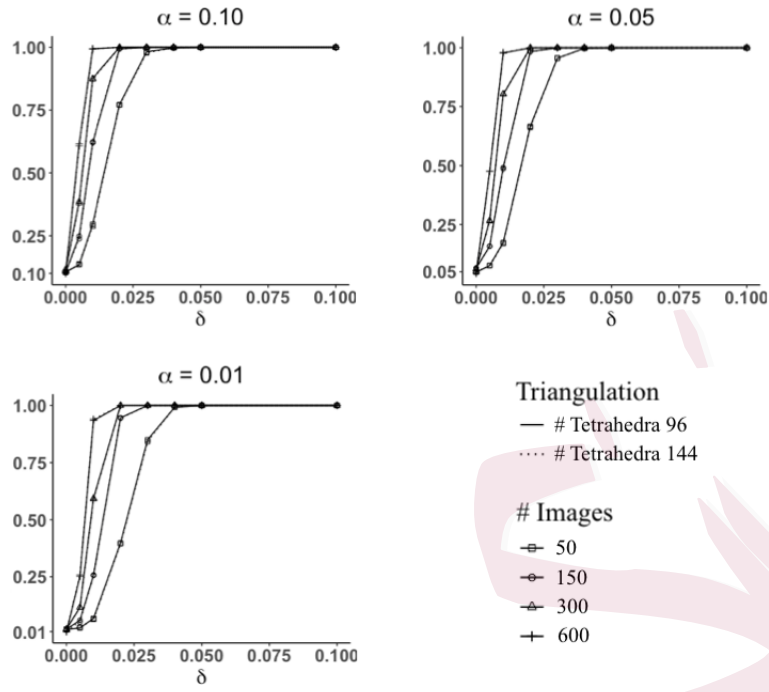 α = 0.10
1.00
0.75
0.50
0.25
0.10
0.000 0.025 0.050 0.075 0.100
δ
α = 0.05
1.00
0.75
0.50
0.25
0.05
0.000 0.025 0.050 0.075 0.100
δ
α = 0.01
1.00
0.75
0.50
0.25
0.01
0.000 0.025 0.050 0.075 0.100
δ
Triangulation
# Tetrahedra 96
# Tetrahedra 144
# Images
50
150
300
600